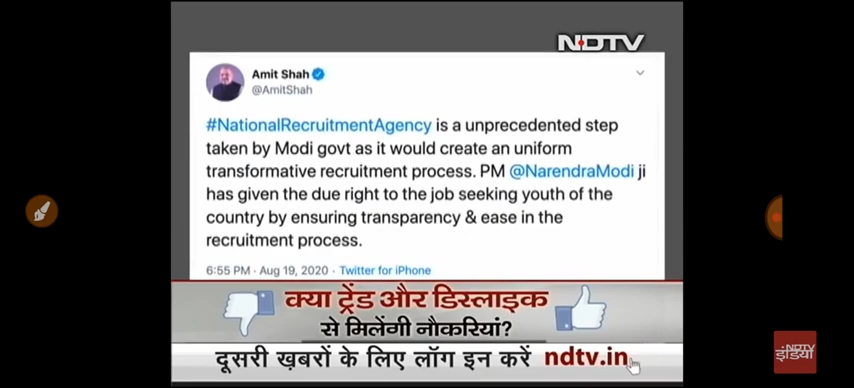 NDTV
Amit Shah
@AmitShah
#NationalRecruitmentAgency is a unprecedented step
taken by Modi govt as it would create an uniform
transformative recruitment process. PM @NarendraModi ji
has given the due right to the job seeking youth of the
country by ensuring transparency & ease in the
recruitment process.
6:55 PM · Aug 19, 2020 · Twitter for iPhone
क्या ट्रेंड और डिस्लाइक
से मिलेंगी नौकरियां?
दूसरी ख़बरों के लिए लॉग इन करें ndtv.in
NDTV
इंडिया